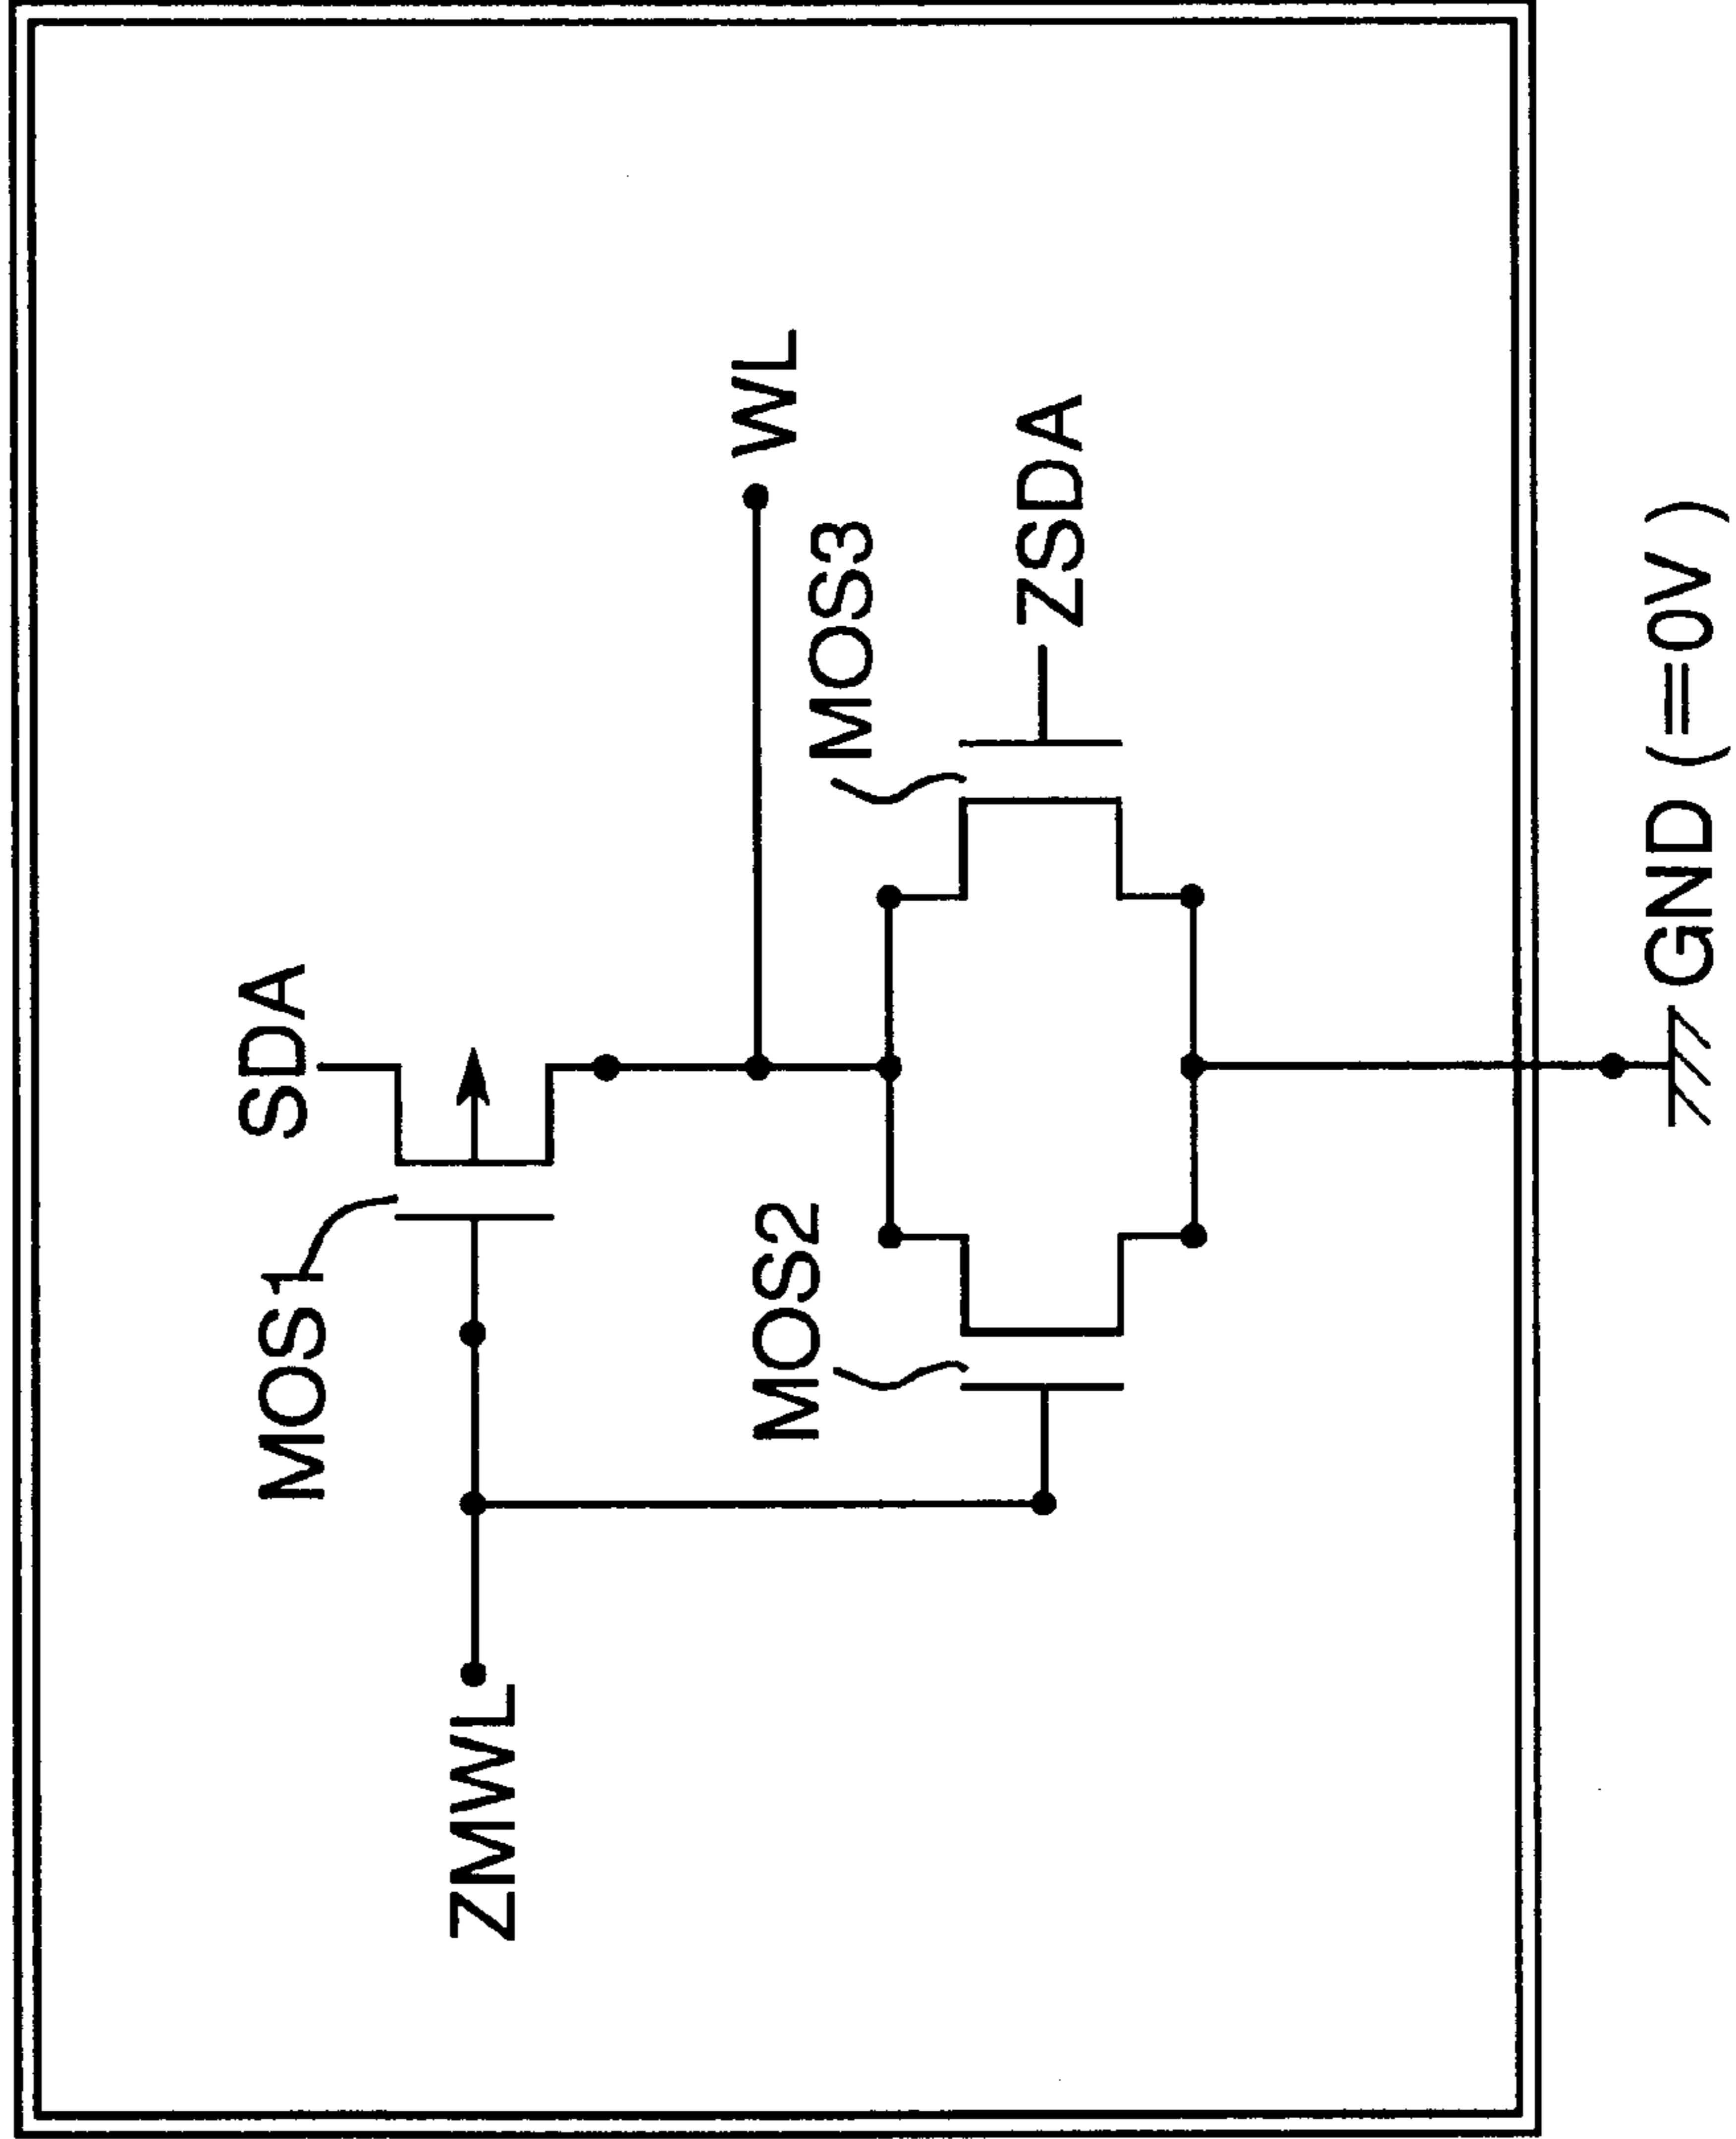 SDA
MOS1
ZMWL
WL
MOS2
MOS3
ZSDA
GND (=0V)